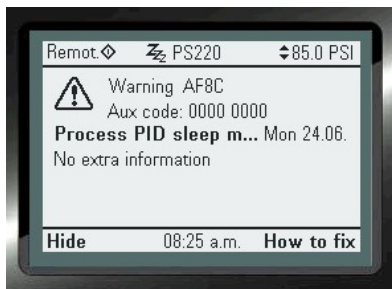 Remot. PS220 85.0 PSI
Warning AF8C
Aux code: 0000 0000
Process PID sleep m... Mon 24.06.
No extra information
Hide 08:25 a.m. How to fix